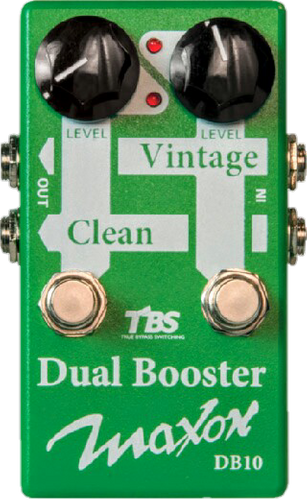 LEVEL
LEVEL
Vintage
OUT
IN
Clean
TBS
TRUE BYPASS SWITCHING
Dual Booster
maxon
DB10